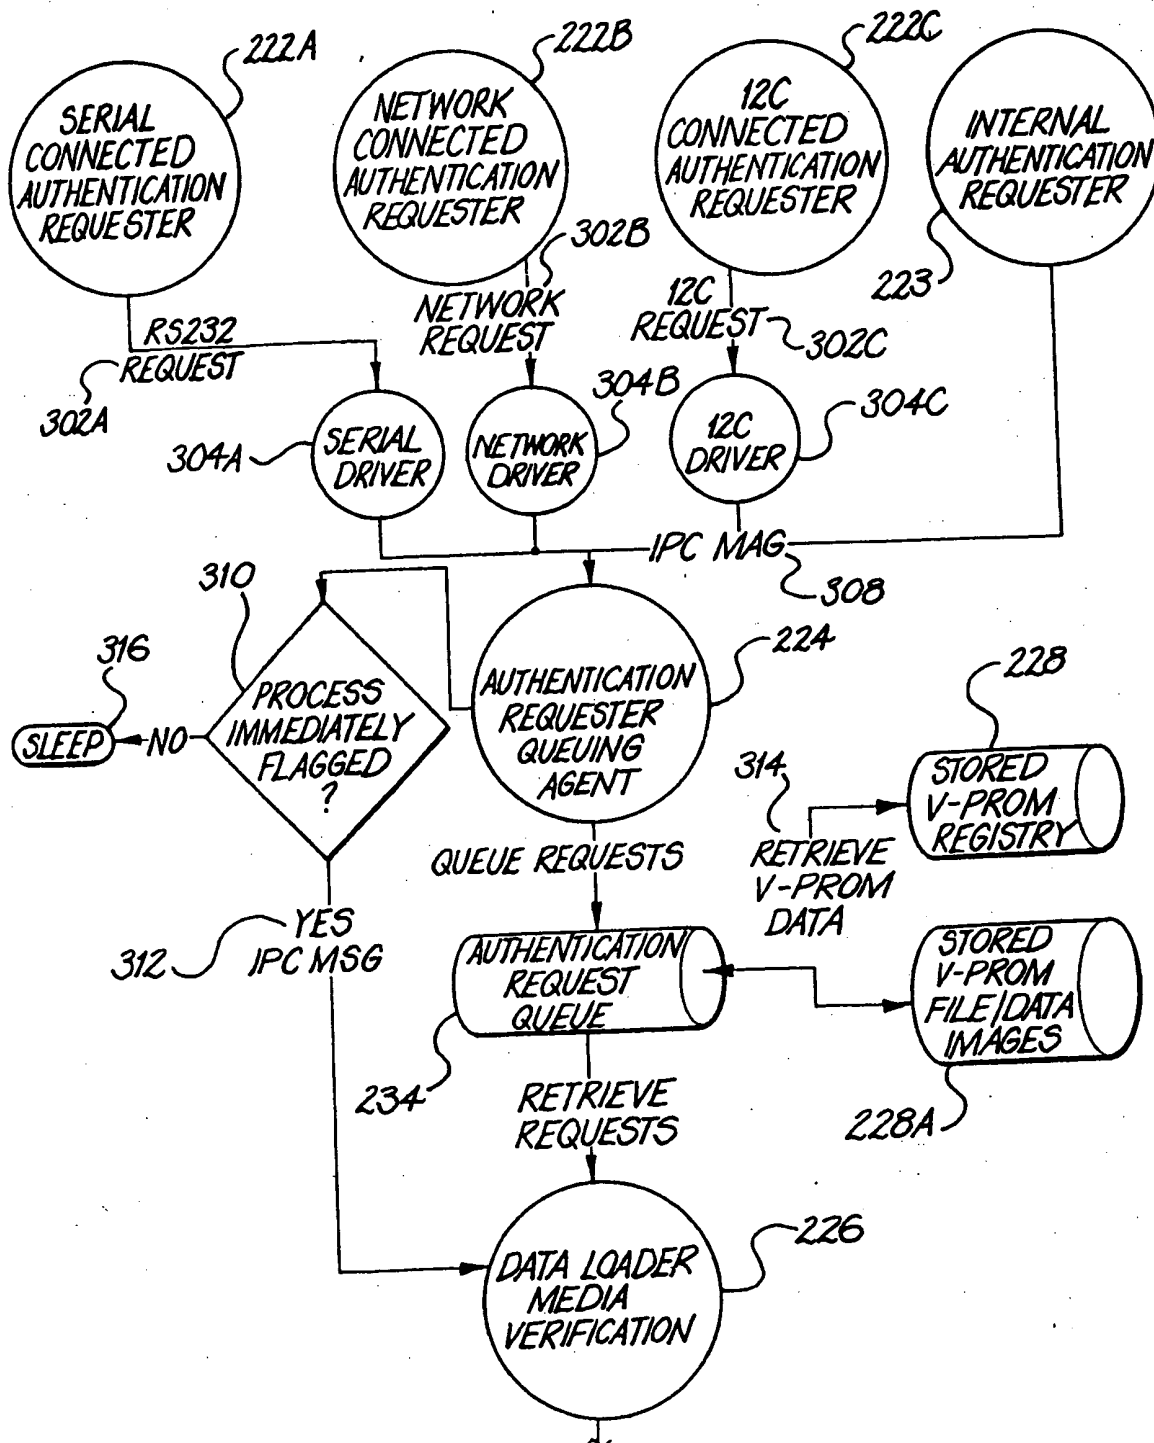 222A
SERIAL
CONNECTED
AUTHENTICATION
REQUESTER
222B
NETWORK
CONNECTED
AUTHENTICATION
REQUESTER
222C
12C
CONNECTED
AUTHENTICATION
REQUESTER
INTERNAL
AUTHENTICATION
REQUESTER
223
RS232
REQUEST
302A
302B
NETWORK
REQUEST
12C
REQUEST
302C
304A
SERIAL
DRIVER
304B
NETWORK
DRIVER
304C
12C
DRIVER
IPC MAG
308
310
PROCESS
IMMEDIATELY
FLAGGED
?
316
SLEEP
NO
224
AUTHENTICATION
REQUESTER
QUEUING
AGENT
228
STORED
V-PROM
REGISTRY
314
RETRIEVE
V-PROM
DATA
QUEUE REQUESTS
312
YES
IPC MSG
AUTHENTICATION
REQUEST
QUEUE
234
STORED
V-PROM
FILE/DATA
IMAGES
228A
RETRIEVE
REQUESTS
226
DATA LOADER
MEDIA
VERIFICATION